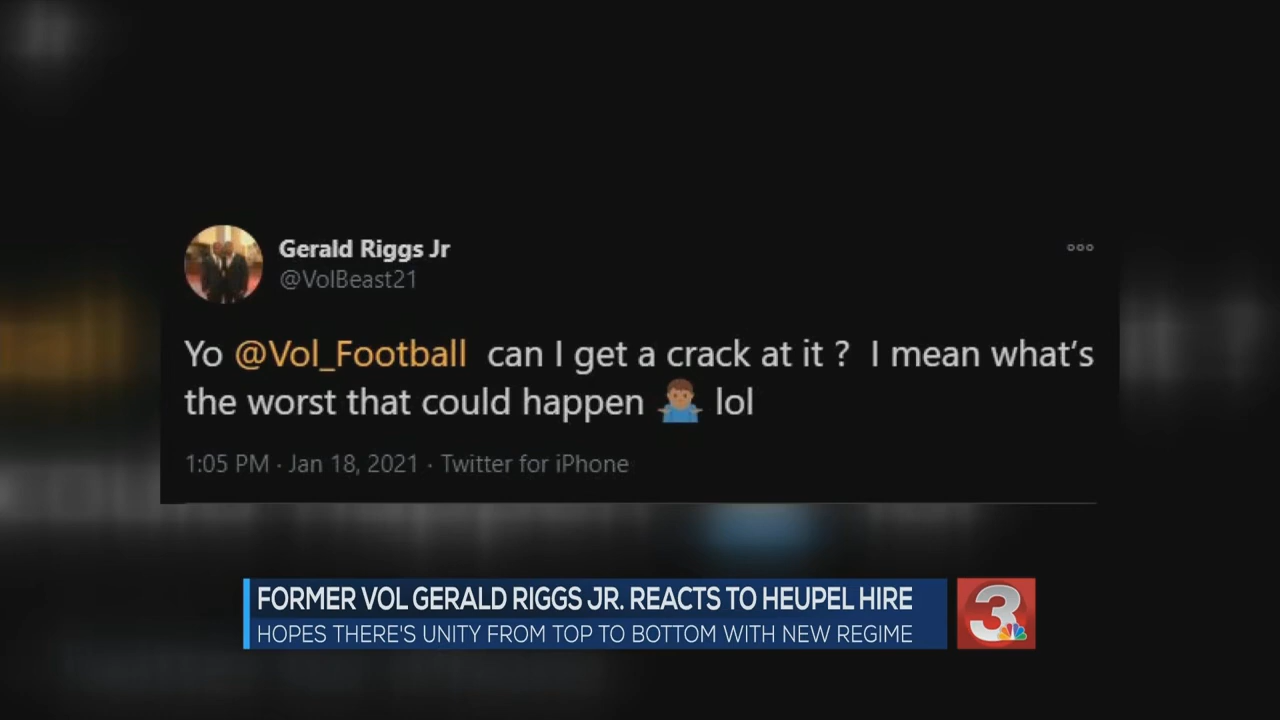 Gerald Riggs Jr
@VolBeast21
Yo @Vol_Football can I get a crack at it ? I mean what's
the worst that could happen 🤷🏽‍♂️ lol
1:05 PM · Jan 18, 2021 · Twitter for iPhone
FORMER VOL GERALD RIGGS JR. REACTS TO HEUPEL HIRE
HOPES THERE'S UNITY FROM TOP TO BOTTOM WITH NEW REGIME
3